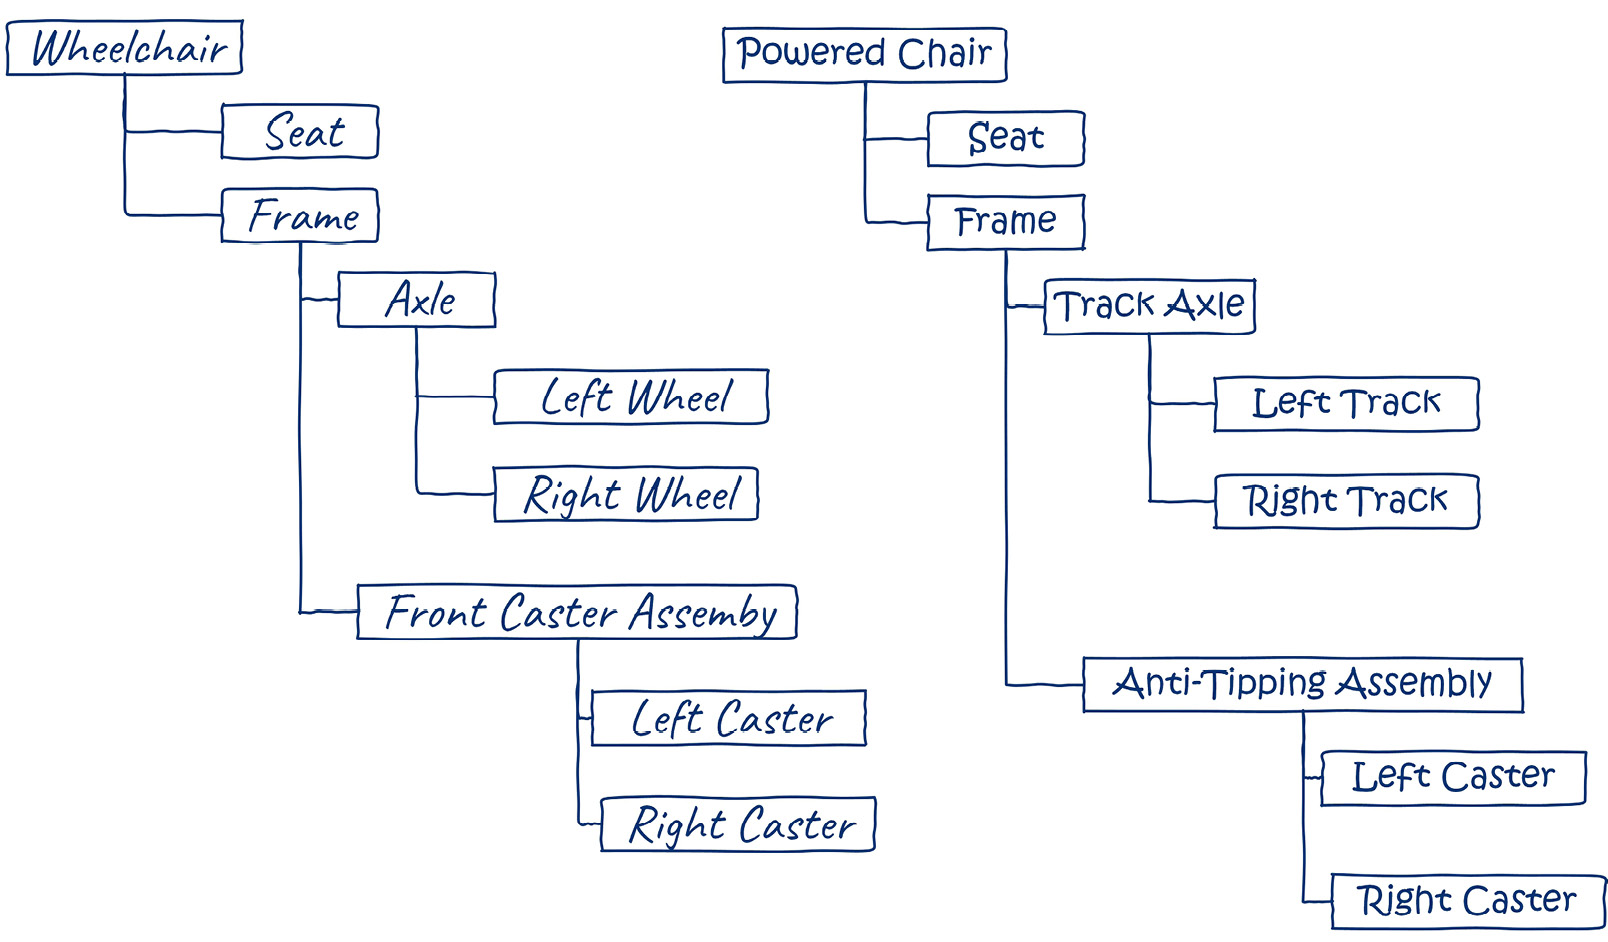 Wheelchair
Seat
Frame
Axle
Left Wheel
Right Wheel
Front Caster Assemby
Left Caster
Right Caster
Powered Chair
Seat
Frame
Track Axle
Left Track
Right Track
Anti-Tipping Assembly
Left Caster
Right Caster